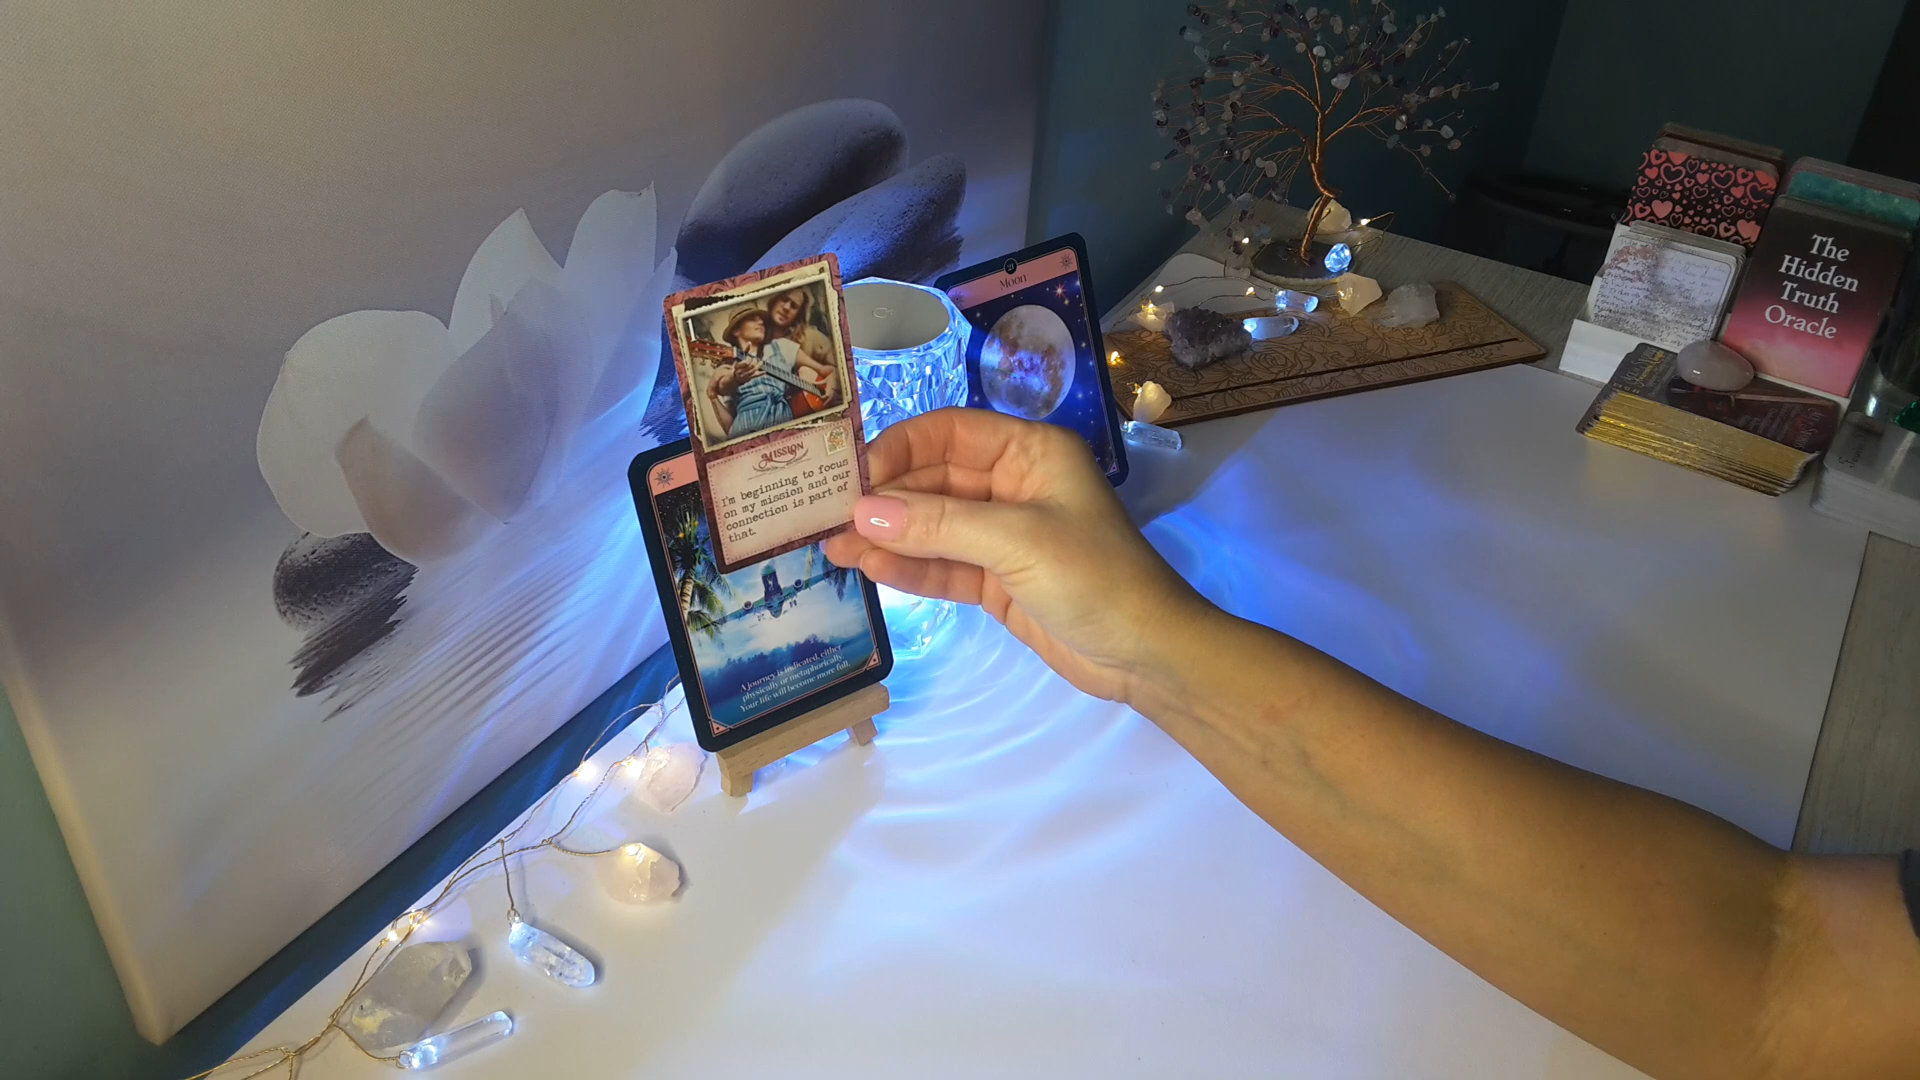 MISSION
I'm beginning to focus
on my mission and our
connection is part of
that.
21
Moon
A journey is indicated, either
physically or metaphorically.
Your life will become more full.
The
Hidden
Truth
Oracle